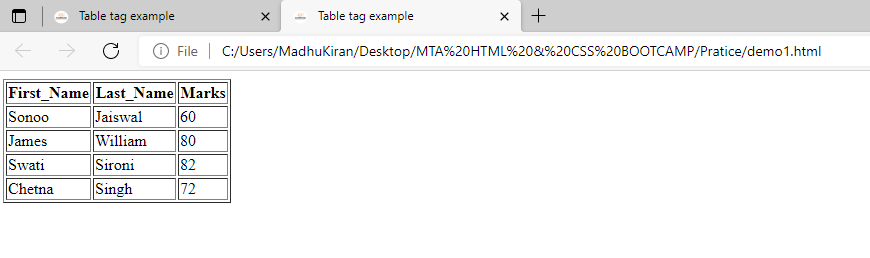 Table tag example Table tag example
File C:/Users/MadhuKiran/Desktop/MTA%20HTML%20&%20CSS%20BOOTCAMP/Pratice/demo1.html
First_Name Last_Name Marks
Sonoo Jaiswal 60
James William 80
Swati Sironi 82
Chetna Singh 72